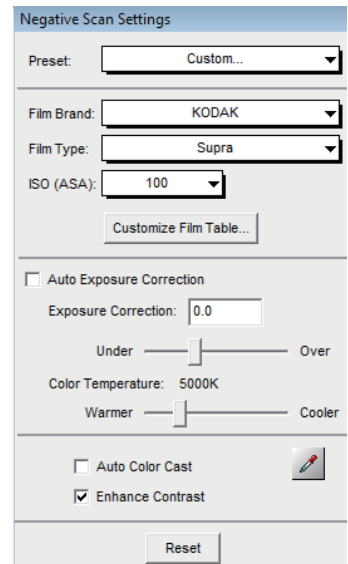 Negative Scan Settings
Preset: Custom...
Film Brand: KODAK
Film Type: Supra
ISO (ASA): 100
Customize Film Table...
Auto Exposure Correction
Exposure Correction: 0.0
Under Over
Color Temperature: 5000K
Warmer Cooler
Auto Color Cast
Enhance Contrast
Reset